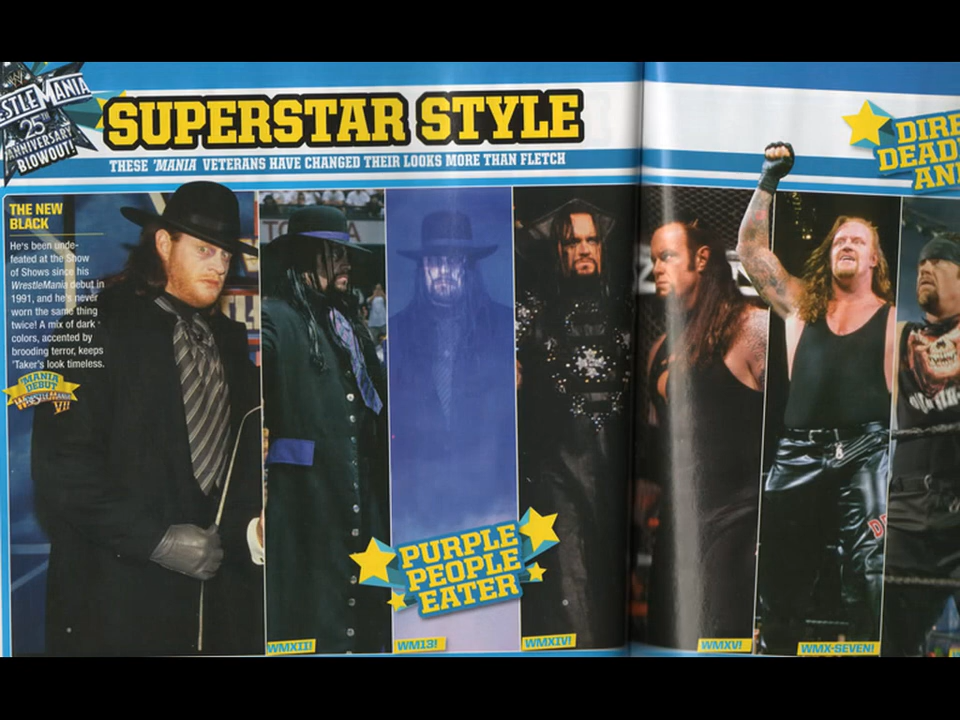 WRESTLEMANIA
25TH
ANNIVERSARY
BLOWOUT!
SUPERSTAR STYLE
THESE 'MANIA VETERANS HAVE CHANGED THEIR LOOKS MORE THAN FLETCH
DIRE
DEAD
AN
THE NEW
BLACK
He's been unde-
feated at the Show
of Shows since his
WrestleMania debut in
1991, and he's never
worn the same thing
twice! A mix of dark
colors, accented by
brooding terror, keeps
'Taker's look timeless.
'MANIA
DEBUT
WRESTLEMANIA
VII
PURPLE
PEOPLE
EATER
WMXII!
WM13!
WMXIV!
WMXV!
WMX-SEVEN!